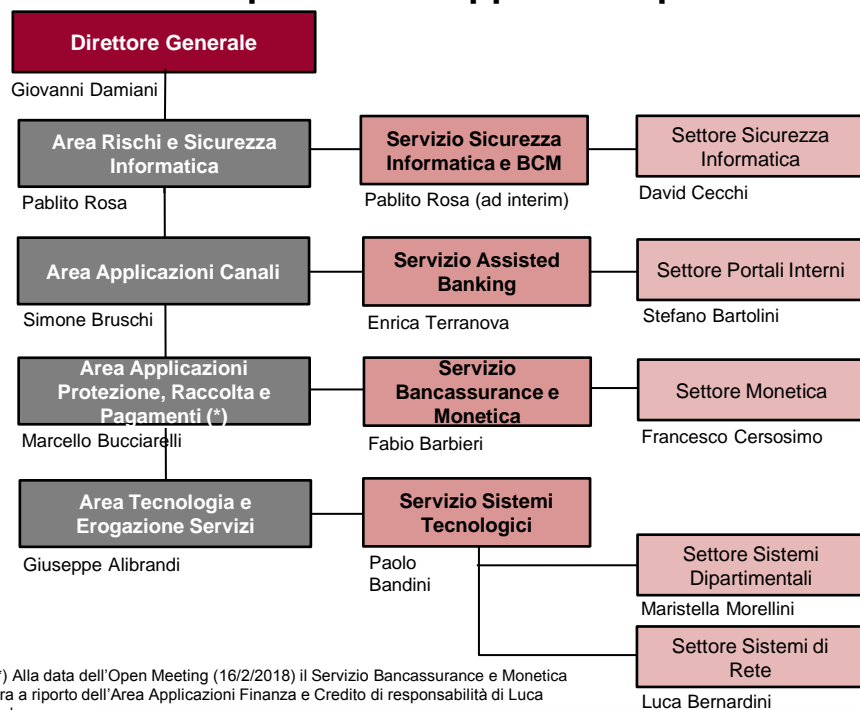 Direttore Generale
Giovanni Damiani
Area Rischi e Sicurezza
Informatica
Pablito Rosa
Servizio Sicurezza
Informatica e BCM
Pablito Rosa (ad interim)
Settore Sicurezza
Informatica
David Cecchi
Area Applicazioni Canali
Simone Bruschi
Servizio Assisted
Banking
Enrica Terranova
Settore Portali Interni
Stefano Bartolini
Area Applicazioni
Protezione, Raccolta e
Pagamenti (*)
Marcello Bucciarelli
Servizio
Bancassurance e
Monetica
Fabio Barbieri
Settore Monetica
Francesco Cersosimo
Area Tecnologia e
Erogazione Servizi
Giuseppe Alibrandi
Servizio Sistemi
Tecnologici
Paolo
Bandini
Settore Sistemi
Dipartimentali
Maristella Morellini
Settore Sistemi di
Rete
Luca Bernardini
*) Alla data dell'Open Meeting (16/2/2018) il Servizio Bancassurance e Monetica
ra a riporto dell'Area Applicazioni Finanza e Credito di responsabilità di Luca